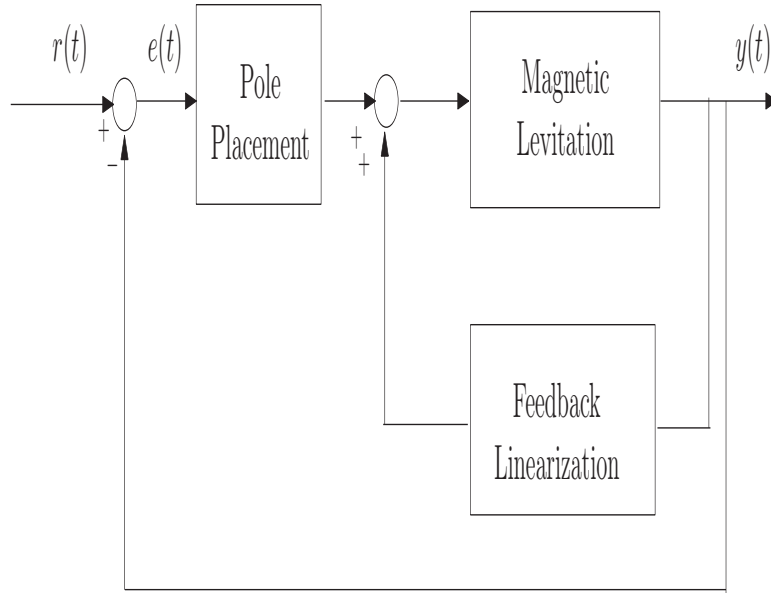 r(t)
e(t)
Pole
Placement
Magnetic
Levitation
y(t)
+
−
+
+
Feedback
Linearization